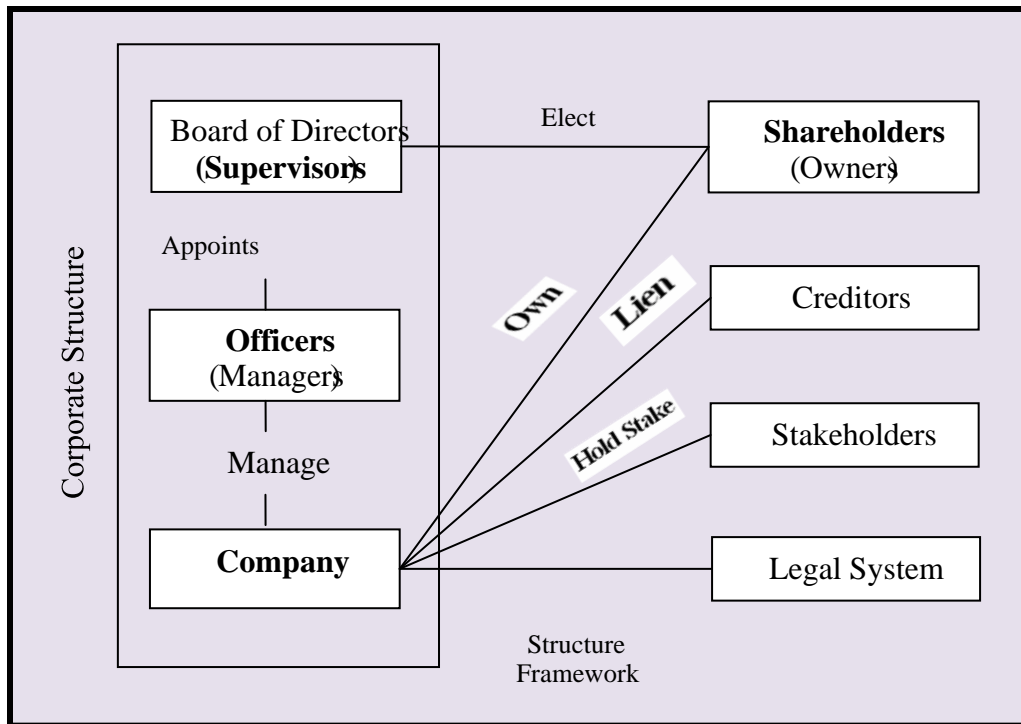 Corporate Structure
Board of Directors
(Supervisors)
Appoints
Officers
(Managers)
Manage
Company
Elect
Own
Lien
Hold Stake
Structure
Framework
Shareholders
(Owners)
Creditors
Stakeholders
Legal System